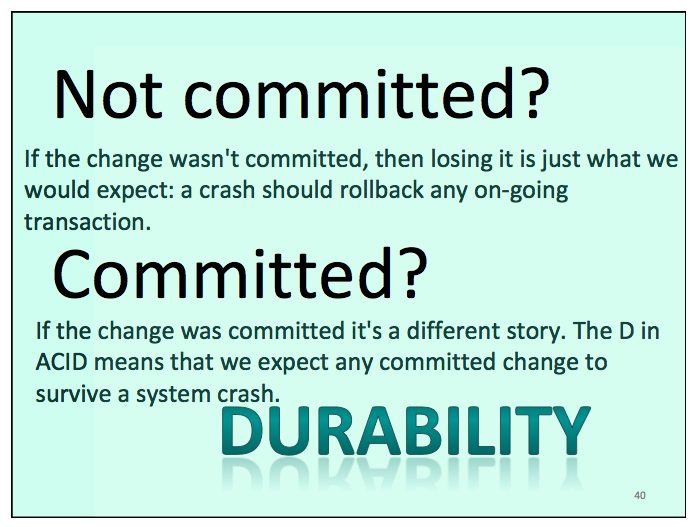 Not committed?
If the change wasn't committed, then losing it is just what we
would expect: a crash should rollback any on-going
transaction.
Committed?
If the change was committed it's a different story. The D in
ACID means that we expect any committed change to
survive a system crash.
DURABILITY
40